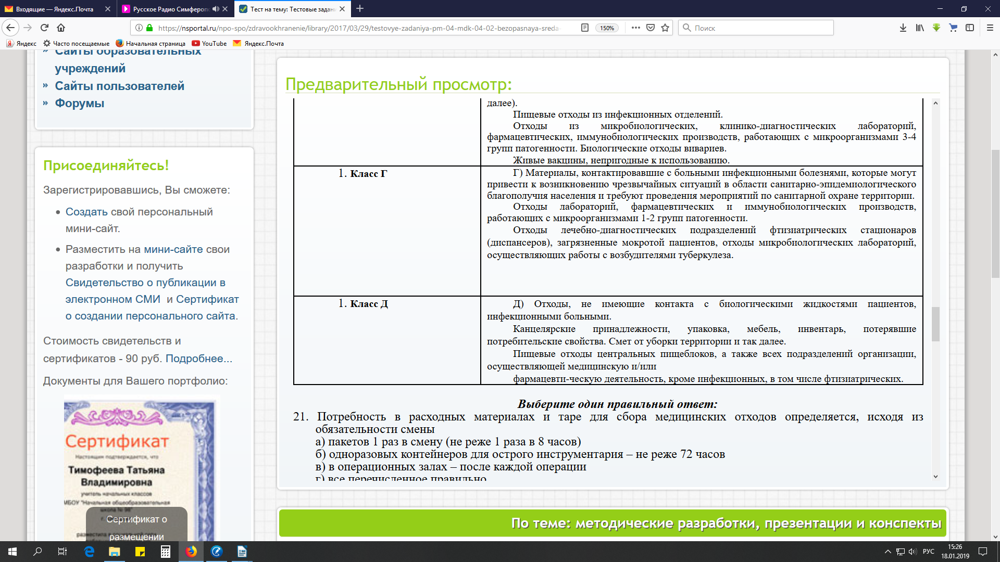 Входящие — Яндекс.Почта
Русское Радио Симферопо
Тест на тему: Тестовые задани
https://nsportal.ru/npo-spo/zdravookhranenie/library/2017/03/29/testovye-zadaniya-pm-04-mdk-04-02-bezopasnaya-sreda-
150%
Поиск
Яндекс
Часто посещаемые
Начальная страница
YouTube
Яндекс.Почта
Сайты образовательных
учреждений
Сайты пользователей
Форумы
Присоединяйтесь!
Зарегистрировавшись, Вы сможете:
Создать свой персональный
мини-сайт.
Разместить на мини-сайте свои
разработки и получить
Свидетельство о публикации в
электронном СМИ и Сертификат
о создании персонального сайта.
Стоимость свидетельств и
сертификатов - 90 руб. Подробнее...
Документы для Вашего портфолио:
Сертификат
Настоящим подтверждается, что
Тимофеева Татьяна
Владимировна
учитель начальных классов
МБОУ "Начальная общеобразовательная
школа № 98"
Сертификат о
размещении
Предварительный просмотр:
далее).
Пищевые отходы из инфекционных отделений.
Отходы из микробиологических, клинико-диагностических лабораторий,
фармацевтических, иммунобиологических производств, работающих с микроорганизмами 3-4
групп патогенности. Биологические отходы вивариев.
Живые вакцины, непригодные к использованию.
1. Класс Г
Г) Материалы, контактировавшие с больными инфекционными болезнями, которые могут
привести к возникновению чрезвычайных ситуаций в области санитарно-эпидемиологического
благополучия населения и требуют проведения мероприятий по санитарной охране территории.
Отходы лабораторий, фармацевтических и иммунобиологических производств,
работающих с микроорганизмами 1-2 групп патогенности.
Отходы лечебно-диагностических подразделений фтизиатрических стационаров
(диспансеров), загрязненные мокротой пациентов, отходы микробиологических лабораторий,
осуществляющих работы с возбудителями туберкулеза.
1. Класс Д
Д) Отходы, не имеющие контакта с биологическими жидкостями пациентов,
инфекционными больными.
Канцелярские принадлежности, упаковка, мебель, инвентарь, потерявшие
потребительские свойства. Смет от уборки территории и так далее.
Пищевые отходы центральных пищеблоков, а также всех подразделений организации,
осуществляющей медицинскую и/или
фармацевти-ческую деятельность, кроме инфекционных, в том числе фтизиатрических.
Выберите один правильный ответ:
21. Потребность в расходных материалах и таре для сбора медицинских отходов определяется, исходя из
обязательности смены
а) пакетов 1 раз в смену (не реже 1 раза в 8 часов)
б) одноразовых контейнеров для острого инструментария – не реже 72 часов
в) в операционных залах – после каждой операции
г) все перечисленное правильно
По теме: методические разработки, презентации и конспекты
РУС
15:26
18.01.2019